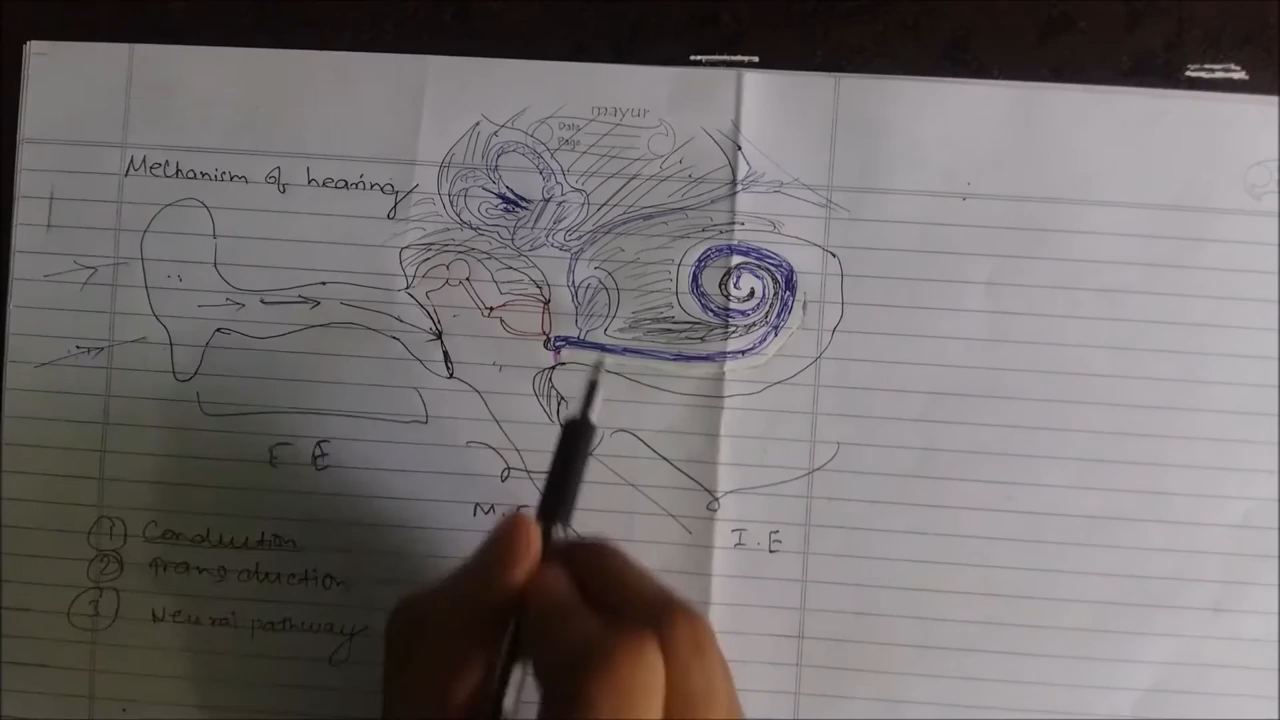 mayur
Date
Page
Mechanism of hearing
E E
M.E
I.E
1 Conduction
2 Transduction
3 Neural pathway